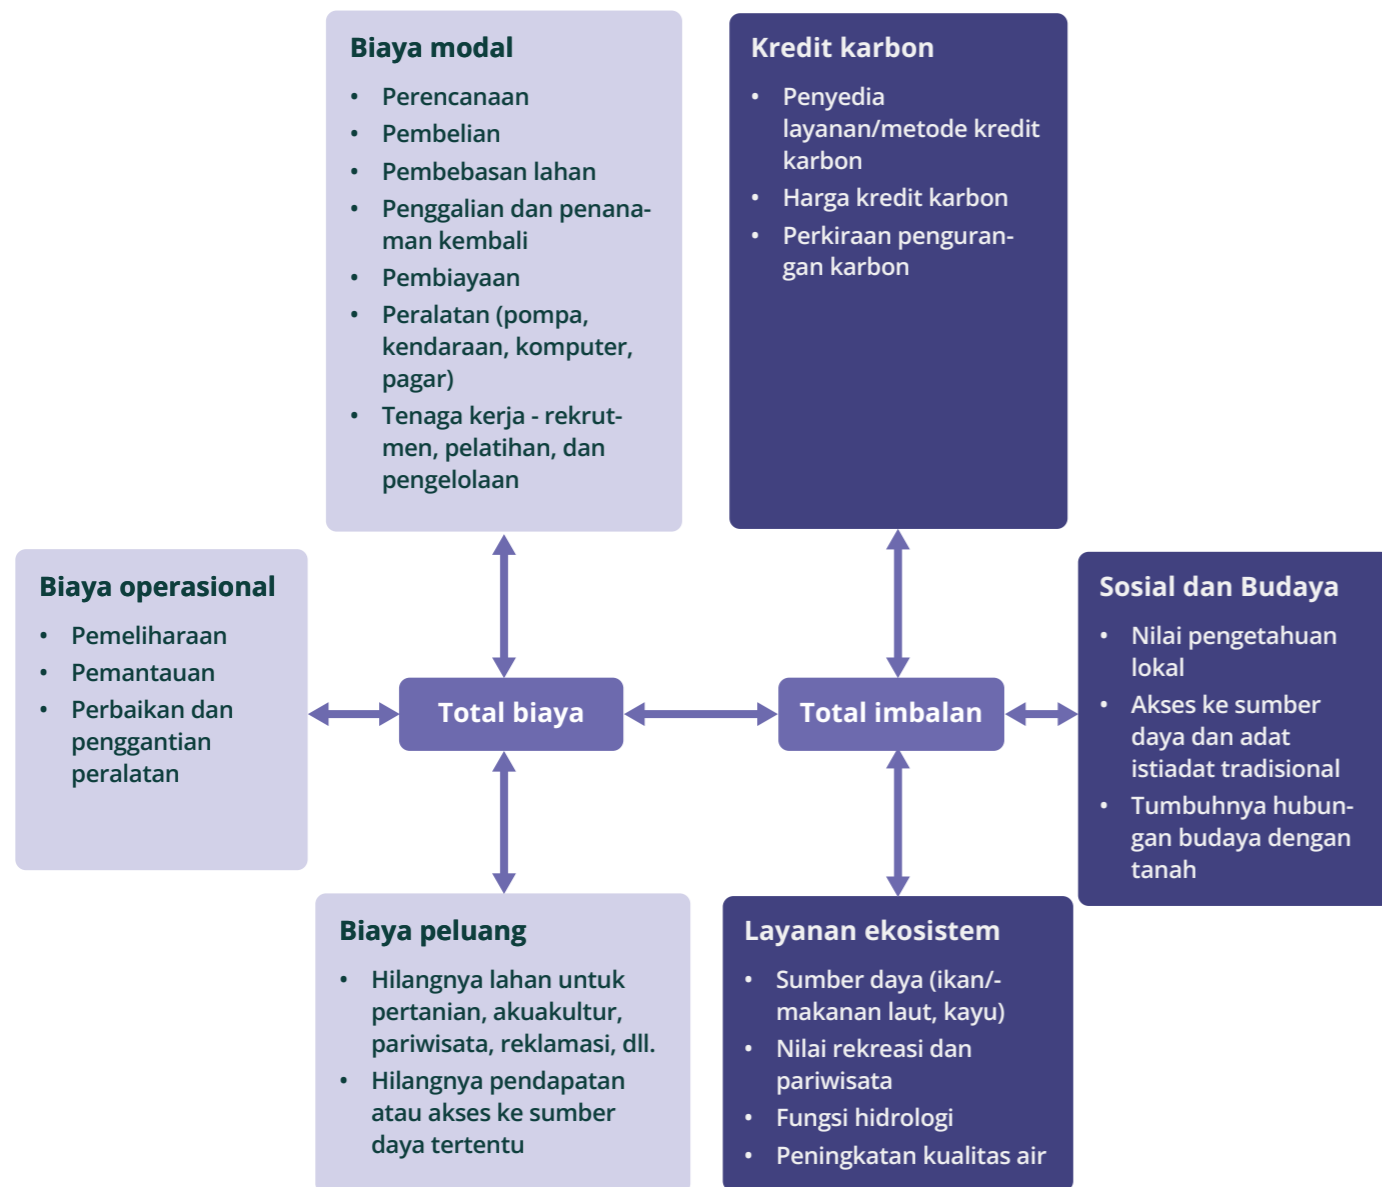 Biaya modal
• Perencanaan
• Pembelian
• Pembebasan lahan
• Penggalian dan penana-
man kembali
• Pembiayaan
• Peralatan (pompa,
kendaraan, komputer,
pagar)
• Tenaga kerja - rekrut-
men, pelatihan, dan
pengelolaan
Kredit karbon
• Penyedia
layanan/metode kredit
karbon
• Harga kredit karbon
• Perkiraan penguran-
gan karbon
Biaya operasional
• Pemeliharaan
• Pemantauan
• Perbaikan dan
penggantian
peralatan
Total biaya
Total imbalan
Sosial dan Budaya
• Nilai pengetahuan
lokal
• Akses ke sumber
daya dan adat
istiadat tradisional
• Tumbuhnya hubun-
gan budaya dengan
tanah
Biaya peluang
• Hilangnya lahan untuk
pertanian, akuakultur,
pariwisata, reklamasi, dll.
• Hilangnya pendapatan
atau akses ke sumber
daya tertentu
Layanan ekosistem
• Sumber daya (ikan/-
makanan laut, kayu)
• Nilai rekreasi dan
pariwisata
• Fungsi hidrologi
• Peningkatan kualitas air